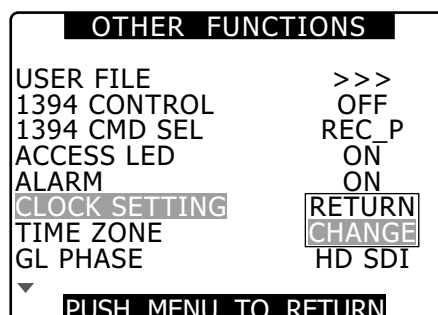 OTHER FUNCTIONS
USER FILE >>>
1394 CONTROL OFF
1394 CMD SEL REC_P
ACCESS LED ON
ALARM ON
CLOCK SETTING RETURN
TIME ZONE CHANGE
GL PHASE HD SDI
PUSH MENU TO RETURN